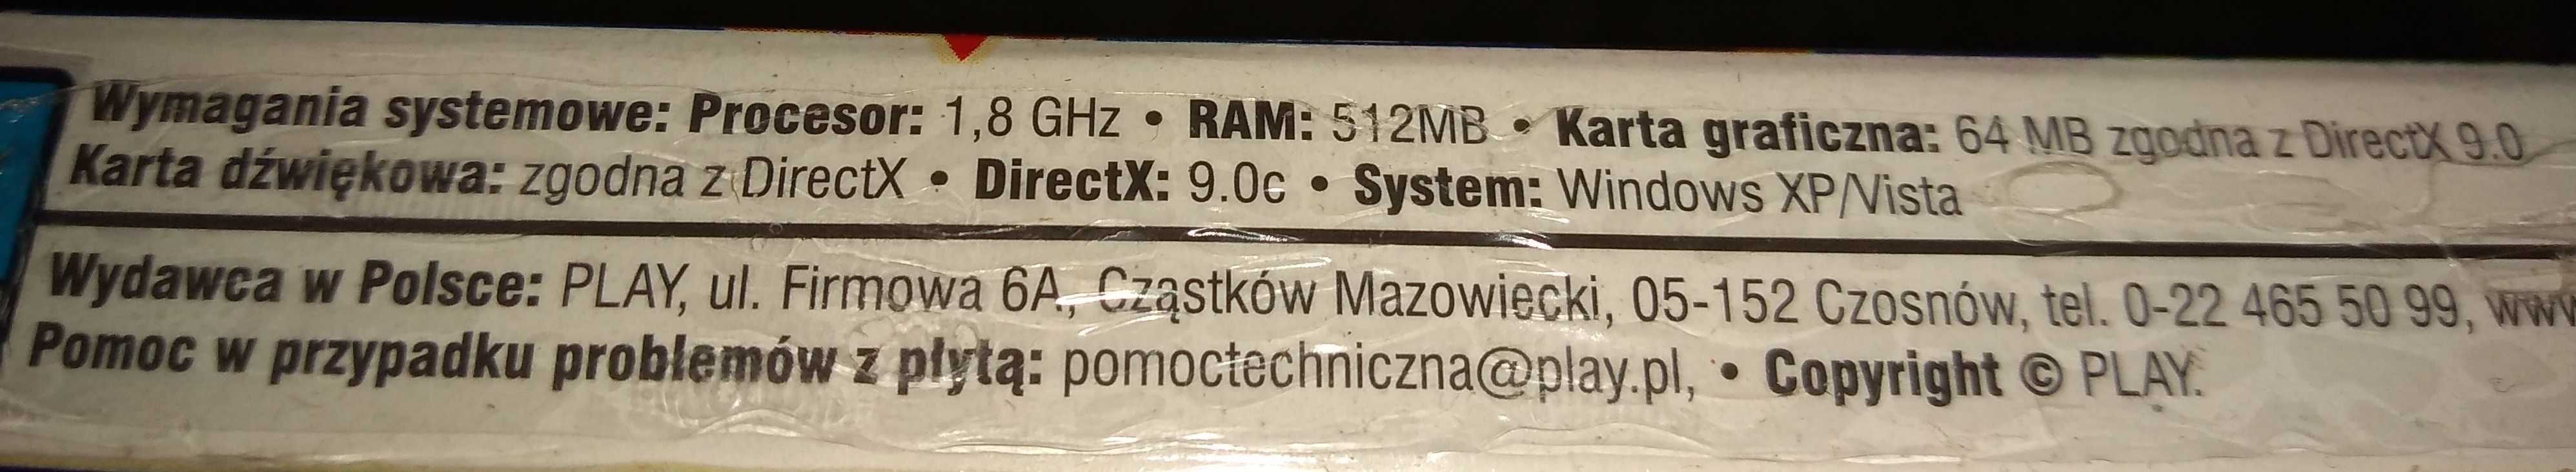 Wymagania systemowe: Procesor: 1,8 GHz • RAM: 512MB • Karta graficzna: 64 MB zgodna z DirectX 9.0
Karta dźwiękowa: zgodna z DirectX • DirectX: 9.0c • System: Windows XP/Vista
Wydawca w Polsce: PLAY, ul. Firmowa 6A, Cząstków Mazowiecki, 05-152 Czosnów, tel. 0-22 465 50 99,
Pomoc w przypadku problemów z płytą: pomoctechniczna@play.pl, • Copyright © PLAY.